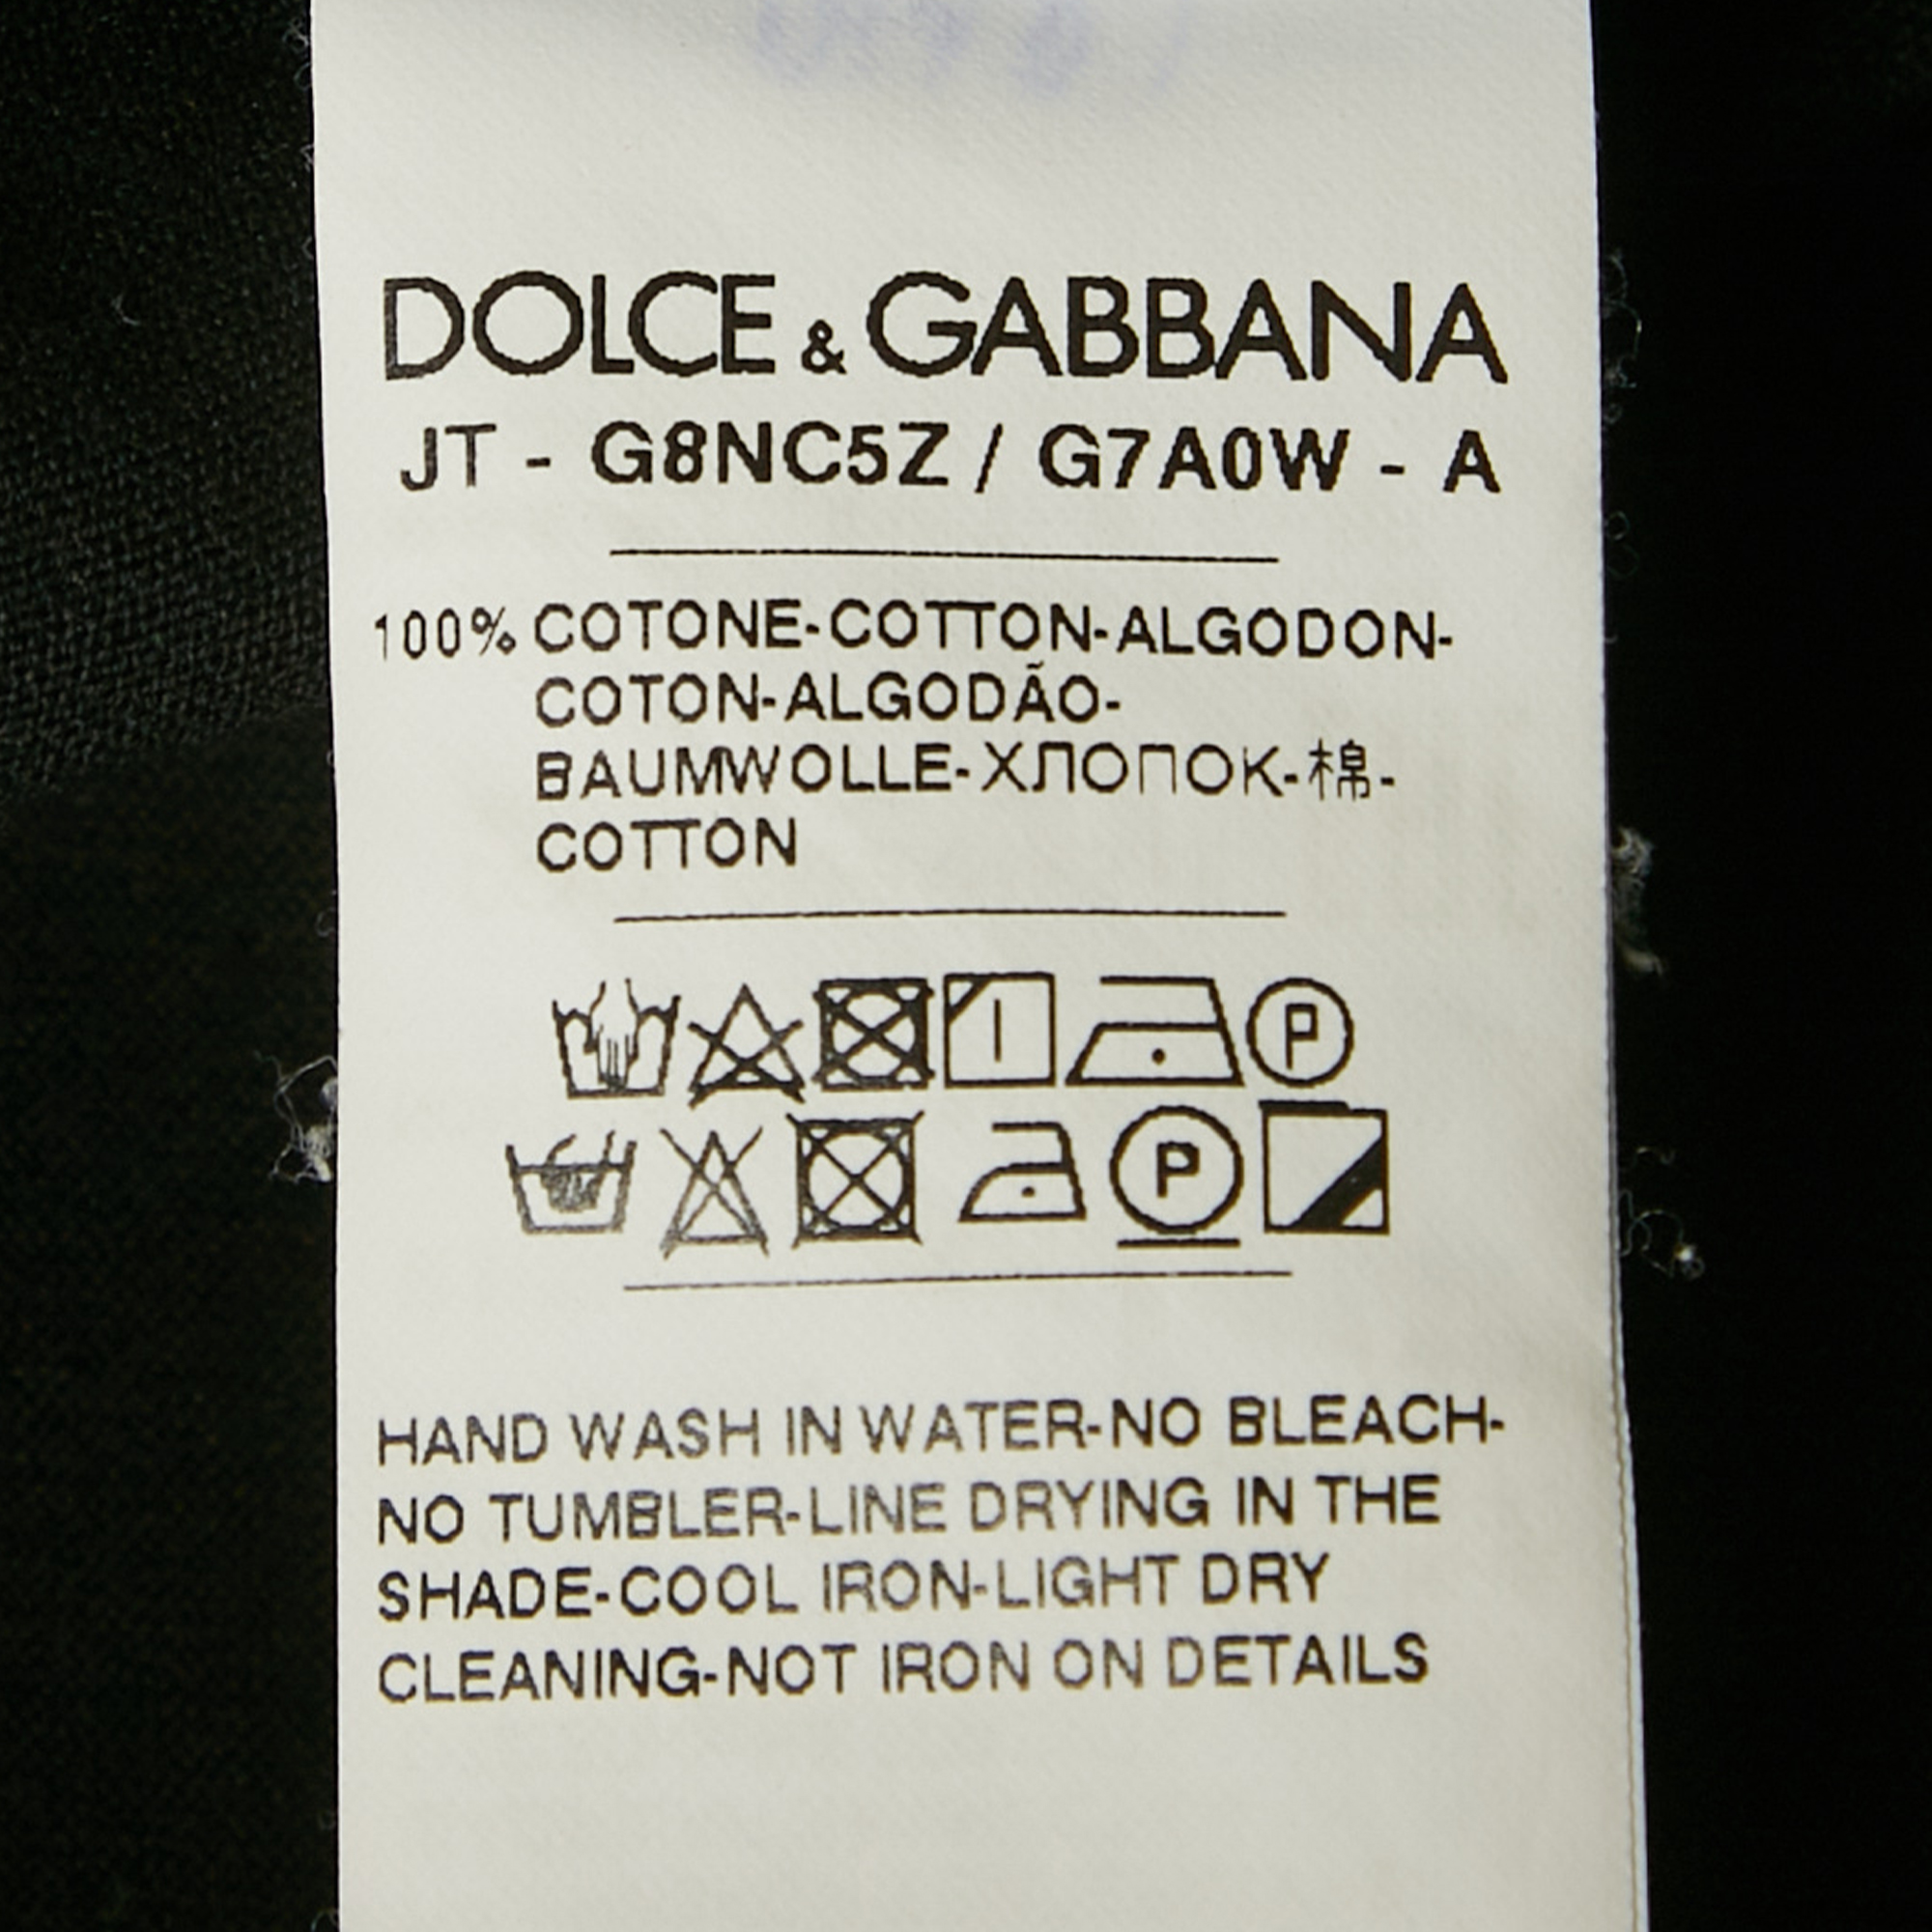 DOLCE & GABBANA
JT - G8NC5Z / G7A0W - A
100% COTONE-COTTON-ALGODON-
COTON-ALGODÃO-
BAUMWOLLE-ХЛОПОК-棉-
COTTON
P
P
HAND WASH IN WATER-NO BLEACH-
NO TUMBLER-LINE DRYING IN THE
SHADE-COOL IRON-LIGHT DRY
CLEANING-NOT IRON ON DETAILS